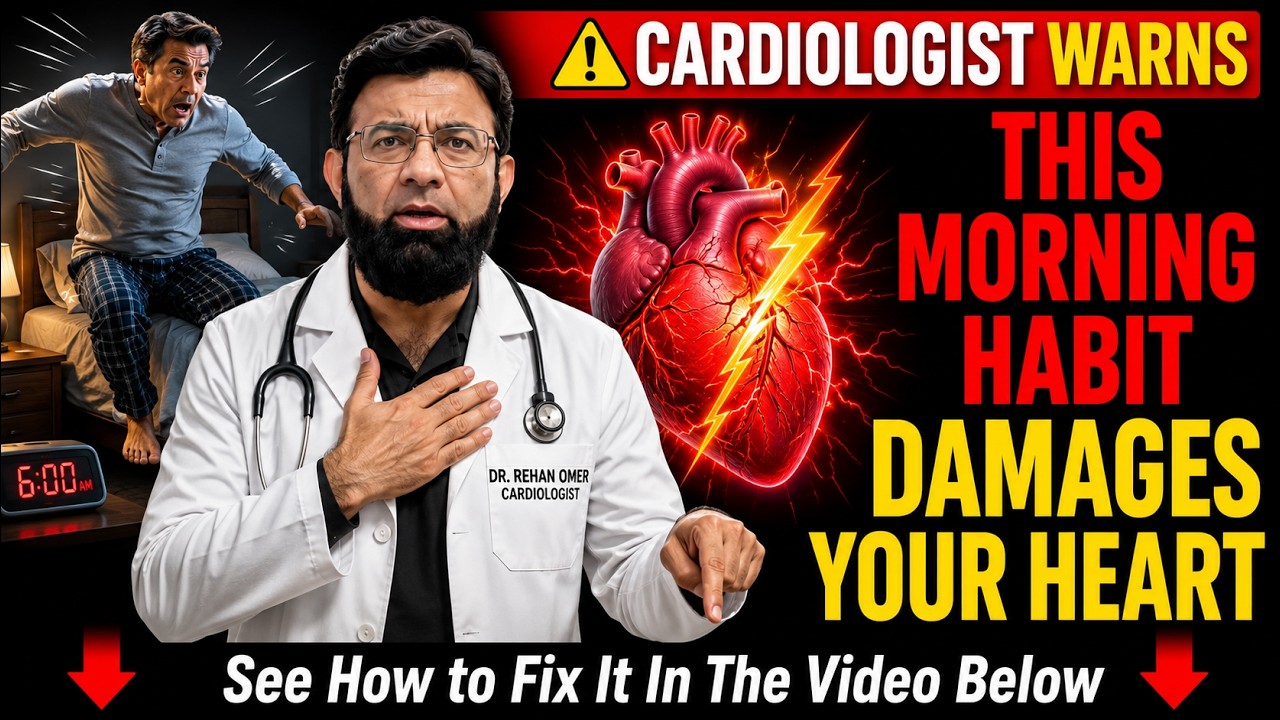 ⚠ CARDIOLOGIST WARNS
THIS
MORNING
HABIT
DAMAGES
YOUR HEART
DR. REHAN OMER
CARDIOLOGIST
6:00 AM
See How to Fix It In The Video Below